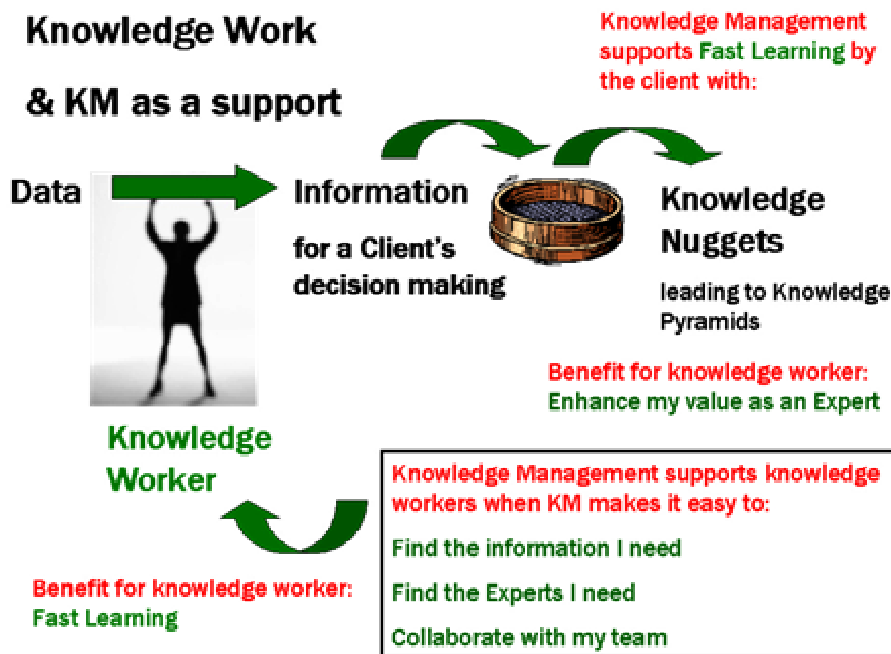 Knowledge Work
& KM as a support
Knowledge Management
supports Fast Learning by
the client with:
Data
Information
for a Client's
decision making
Knowledge
Nuggets
leading to Knowledge
Pyramids
Benefit for knowledge worker:
Enhance my value as an Expert
Knowledge
Worker
Knowledge Management supports knowledge
workers when KM makes it easy to:
Find the information I need
Find the Experts I need
Collaborate with my team
Benefit for knowledge worker:
Fast Learning